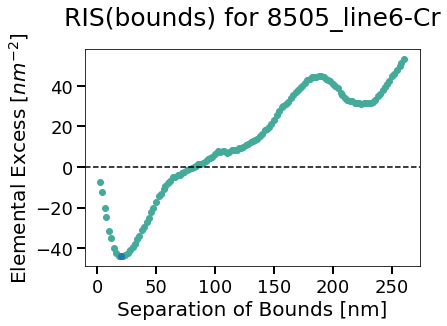 RIS(bounds) for 8505_line6-Cr
Elemental Excess [nm⁻²]
40
20
0
−20
−40
0 50 100 150 200 250
Separation of Bounds [nm]